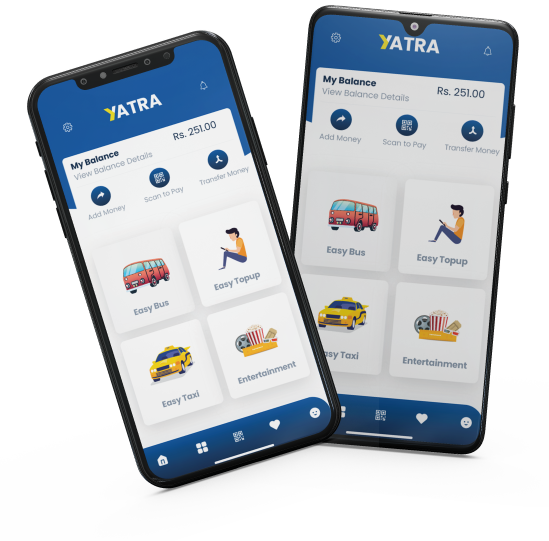 YATRA
My Balance
View Balance Details
Rs. 251.00
Add Money
Scan to Pay
Transfer Money
Easy Bus
Easy Topup
Easy Taxi
Entertainment
YATRA
My Balance
View Balance Details
Rs. 251.00
Add Money
Scan to Pay
Transfer Money
Easy Bus
Easy Topup
asy Taxi
Entertainment